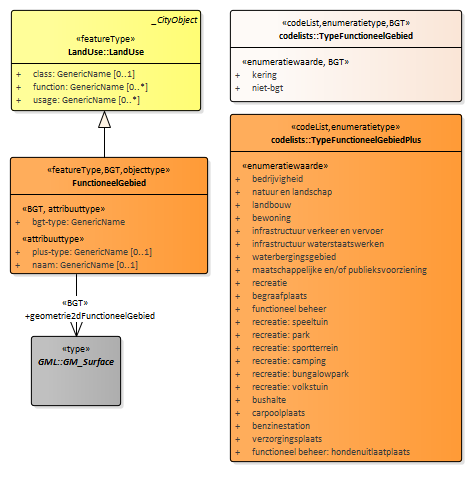 _CityObject
«featureType»
LandUse::LandUse
+ class: GenericName [0..1]
+ function: GenericName [0..*]
+ usage: GenericName [0..*]
«featureType,BGT,objecttype»
FunctioneelGebied
«BGT, attribuuttype»
+ bgt-type: GenericName
«attribuuttype»
+ plus-type: GenericName [0..1]
+ naam: GenericName [0..1]
«BGT»
+geometrie2dFunctioneelGebied
«type»
GML::GM_Surface
«codeList,enumeratietype,BGT»
codelists::TypeFunctioneelGebied
«enumeratiewaarde, BGT»
+ kering
+ niet-bgt
«codeList,enumeratietype»
codelists::TypeFunctioneelGebiedPlus
«enumeratiewaarde»
+ bedrijvigheid
+ natuur en landschap
+ landbouw
+ bewoning
+ infrastructuur verkeer en vervoer
+ infrastructuur waterstaatswerken
+ waterbergingsgebied
+ maatschappelijke en/of publieksvoorziening
+ recreatie
+ begraafplaats
+ functioneel beheer
+ recreatie: speeltuin
+ recreatie: park
+ recreatie: sportterrein
+ recreatie: camping
+ recreatie: bungalowpark
+ recreatie: volkstuin
+ bushalte
+ carpoolplaats
+ benzinestation
+ verzorgingsplaats
+ functioneel beheer: hondenuitlaatplaats